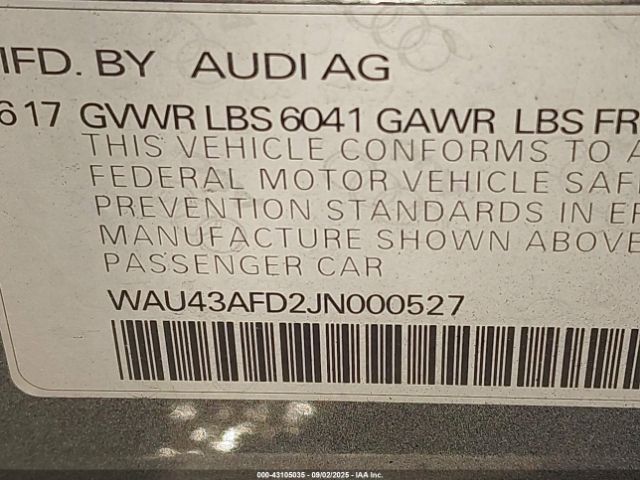 MFD. BY AUDI AG
617 GVWR LBS 6041 GAWR LBS FR
THIS VEHICLE CONFORMS TO A
FEDERAL MOTOR VEHICLE SAF
PREVENTION STANDARDS IN EF
MANUFACTURE SHOWN ABOVE
PASSENGER CAR
WAU43AFD2JN000527
000-43105035 - 09/02/2025 - IAA Inc.